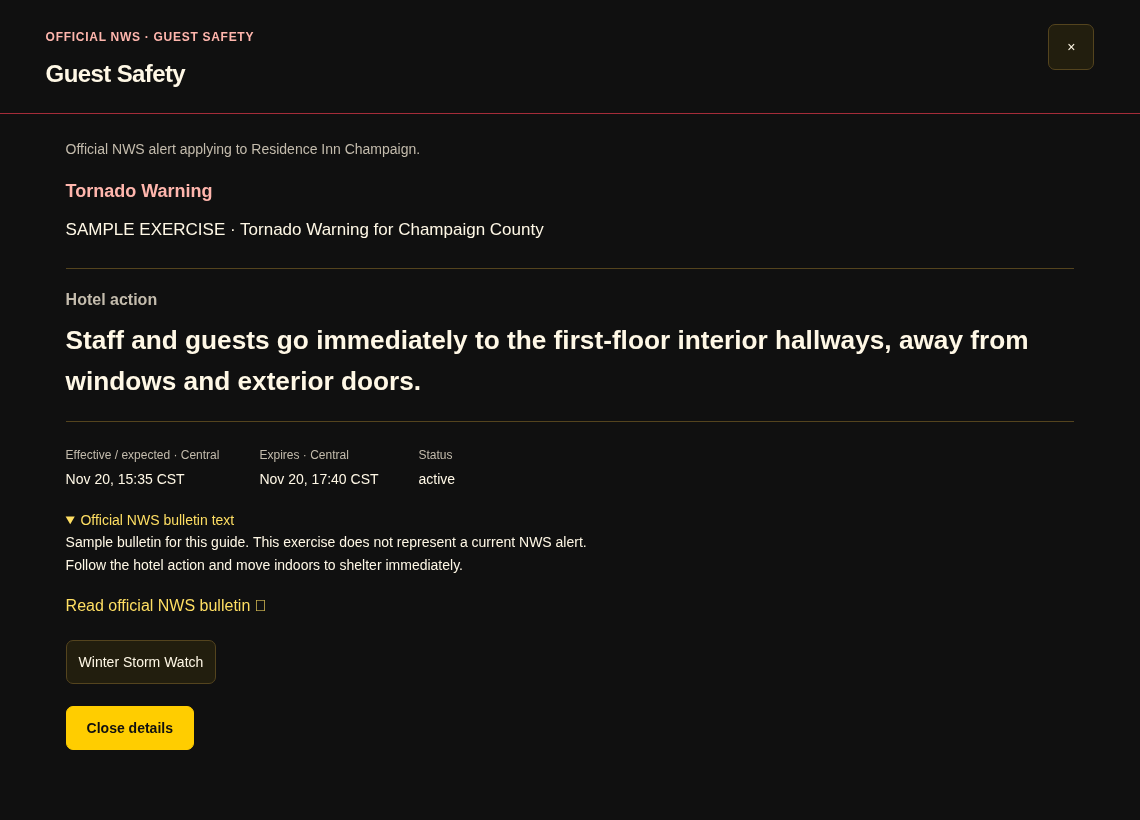 OFFICIAL NWS · GUEST SAFETY
×
Guest Safety
Official NWS alert applying to Residence Inn Champaign.
Tornado Warning
SAMPLE EXERCISE · Tornado Warning for Champaign County
Hotel action
Staff and guests go immediately to the first-floor interior hallways, away from
windows and exterior doors.
Effective / expected · Central
Nov 20, 15:35 CST
Expires · Central
Nov 20, 17:40 CST
Status
active
▼ Official NWS bulletin text
Sample bulletin for this guide. This exercise does not represent a current NWS alert.
Follow the hotel action and move indoors to shelter immediately.
Read official NWS bulletin
Winter Storm Watch
Close details